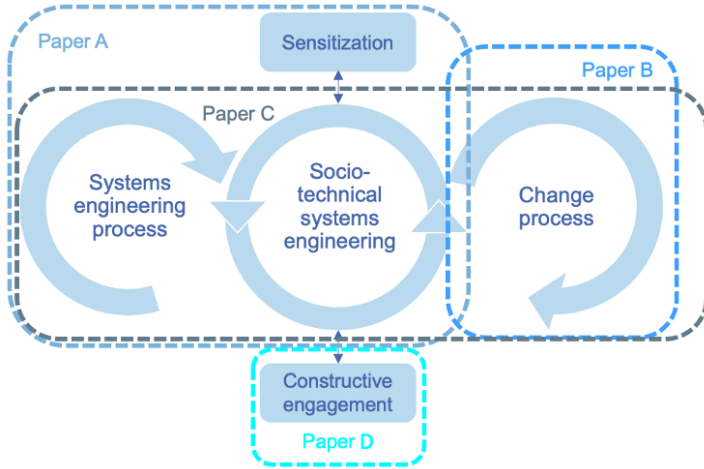 Paper A
Sensitization
Paper B
Paper C
Systems
engineering
process
Socio-
technical
systems
engineering
Change
process
Constructive
engagement
Paper D